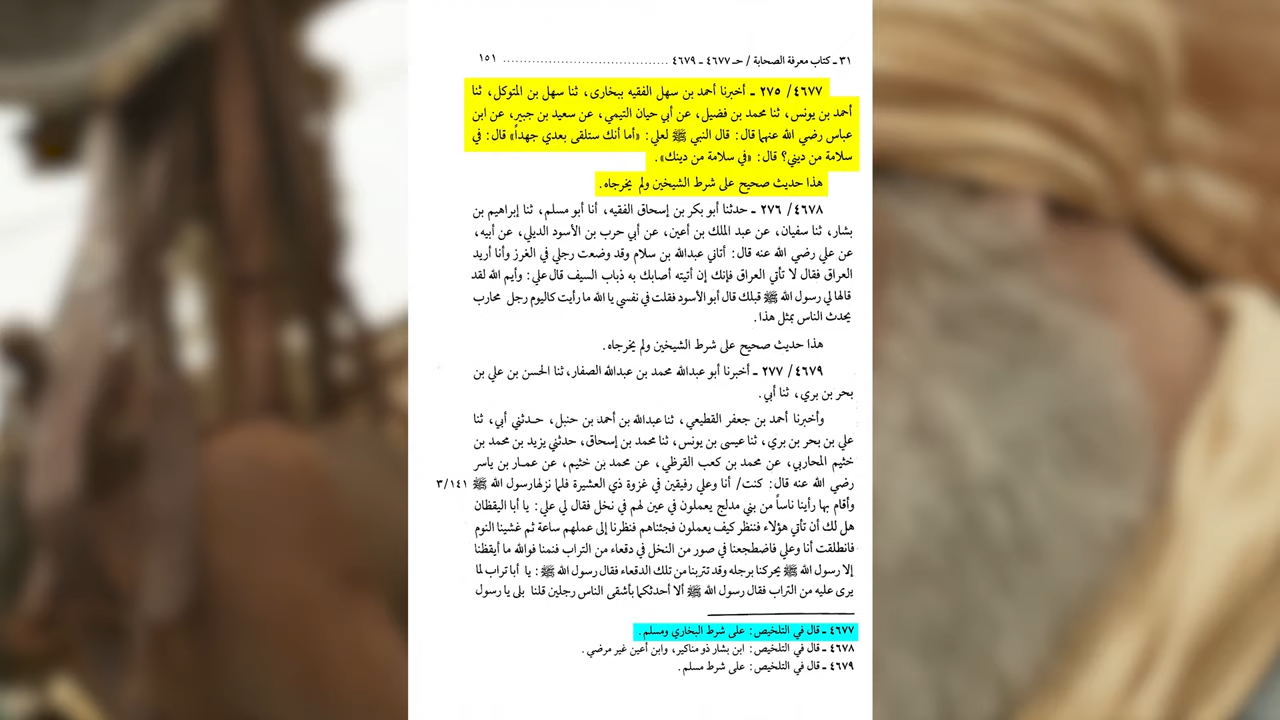 ٣١ ـ كتاب معرفة الصحابة / حـ ٤٦٧٧ ـ ٤٦٧٩ ...................................... ١٥١
٤٦٧٧/ ٢٧٥ ـ أخبرنا أحمد بن سهل الفقيه ببخارى، ثنا سهل بن المتوكل، ثنا
أحمد بن يونس، ثنا محمد بن فضيل، عن أبي حيان التيمي، عن سعيد بن جبير، عن ابن
عباس رضي الله عنهما قال: قال النبي ﷺ لعلي: «أما أنك ستلقى بعدي جهداً» قال: في
سلامة من ديني؟ قال: «في سلامة من دينك».
هذا حديث صحيح على شرط الشيخين ولم يخرجاه.
٤٦٧٨/ ٢٧٦ ـ حدثنا أبو بكر بن إسحاق الفقيه، أنا أبو مسلم، ثنا إبراهيم بن
بشار، ثنا سفيان، عن عبد الملك بن أعين، عن أبي حرب بن الأسود الديلي، عن أبيه،
عن علي رضي الله عنه قال: أتاني عبدالله بن سلام وقد وضعت رجلي في الغرز وأنا أريد
العراق فقال لا تأتي العراق فإنك إن أتيته أصابك به ذباب السيف قال علي: وأيم الله لقد
قالها لي رسول الله ﷺ قبلك قال أبو الأسود فقلت في نفسي يا الله ما رأيت كاليوم رجل محارب
يحدث الناس بمثل هذا.
هذا حديث صحيح على شرط الشيخين ولم يخرجاه.
٤٦٧٩/ ٢٧٧ ـ أخبرنا أبو عبدالله محمد بن عبدالله الصفار، ثنا الحسن بن علي بن
بحر بن بري، ثنا أبي.
وأخبرنا أحمد بن جعفر القطيعي، ثنا عبدالله بن أحمد بن حنبل، حـدثني أبي، ثنا
علي بن بحر بن بري، ثنا عيسى بن يونس، ثنا محمد بن إسحاق، حدثني يزيد بن محمد بن
خثيم المحاربي، عن محمد بن كعب القرظي، عن محمد بن خثيم، عن عمـار بن ياسر
رضي الله عنه قال: كنت/ أنا وعلي رفيقين في غزوة ذي العشيرة فلما نزلها رسول الله ﷺ ٣/١٤١
وأقام بها رأينا ناساً من بني مدلج يعملون في عين لهم في نخل فقال لي علي: يا أبا اليقظان
هل لك أن تأتي هؤلاء فننظر كيف يعملون فجئناهم فنظرنا إلى عملهم ساعة ثم غشينا النوم
فانطلقت أنا وعلي فاضطجعنا في صور من النخل في دقعاء من التراب فنمنا فوالله ما أيقظنا
إلا رسول الله ﷺ يحركنا برجله وقد تتربنا من تلك الدقعاء فقال رسول الله ﷺ: يا أبا تراب لما
يرى عليه من التراب فقال رسول الله ﷺ ألا أحدثكما بأشقى الناس رجلين قلنا بلى يا رسول
٤٦٧٧ ـ قال في التلخيص: على شرط البخاري ومسلم.
٤٦٧٨ ـ قال في التلخيص: ابن بشار ذو مناكير، وابن أعين غير مرضي.
٤٦٧٩ ـ قال في التلخيص: على شرط مسلم.